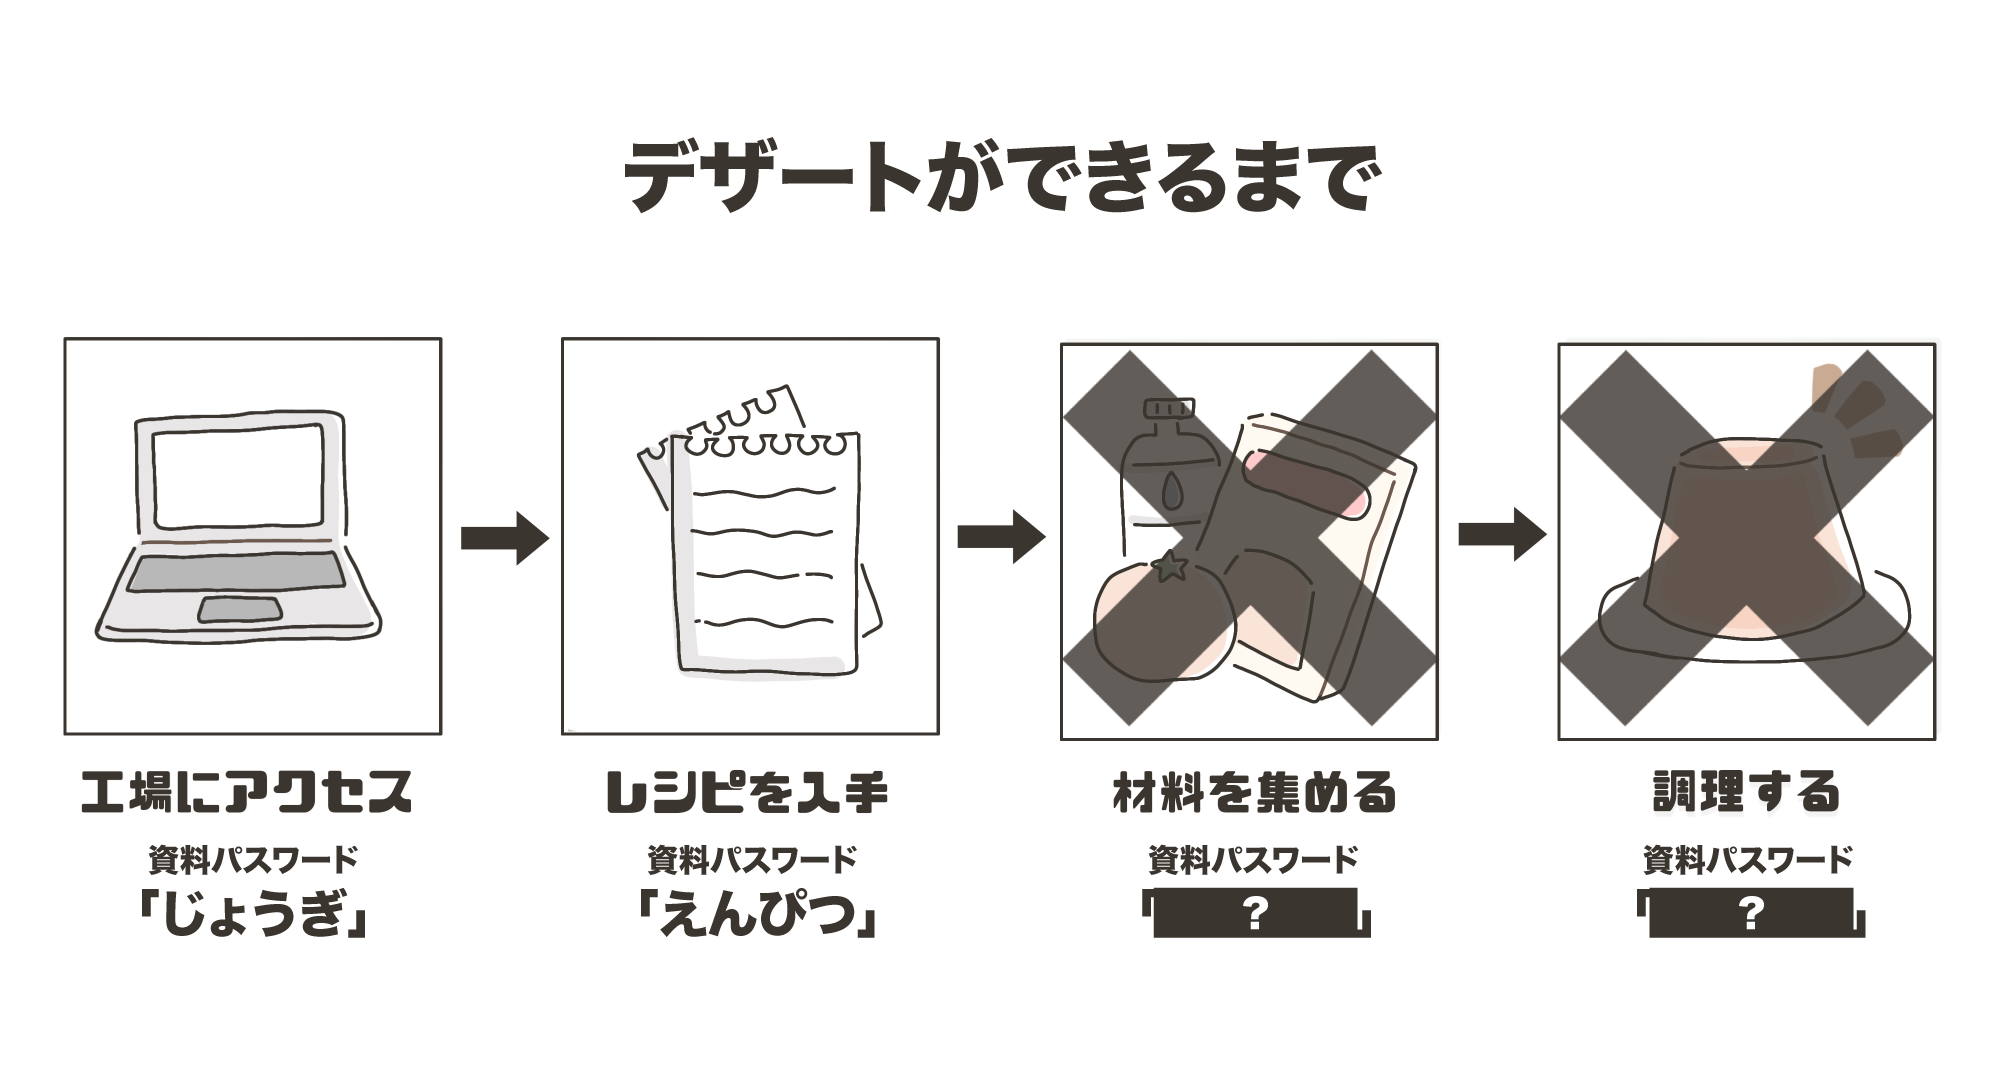 デザートができるまで
工場にアクセス
資料パスワード
「じょうぎ」
レシピを入手
資料パスワード
「えんぴつ」
材料を集める
資料パスワード
「?」
調理する
資料パスワード
「?」